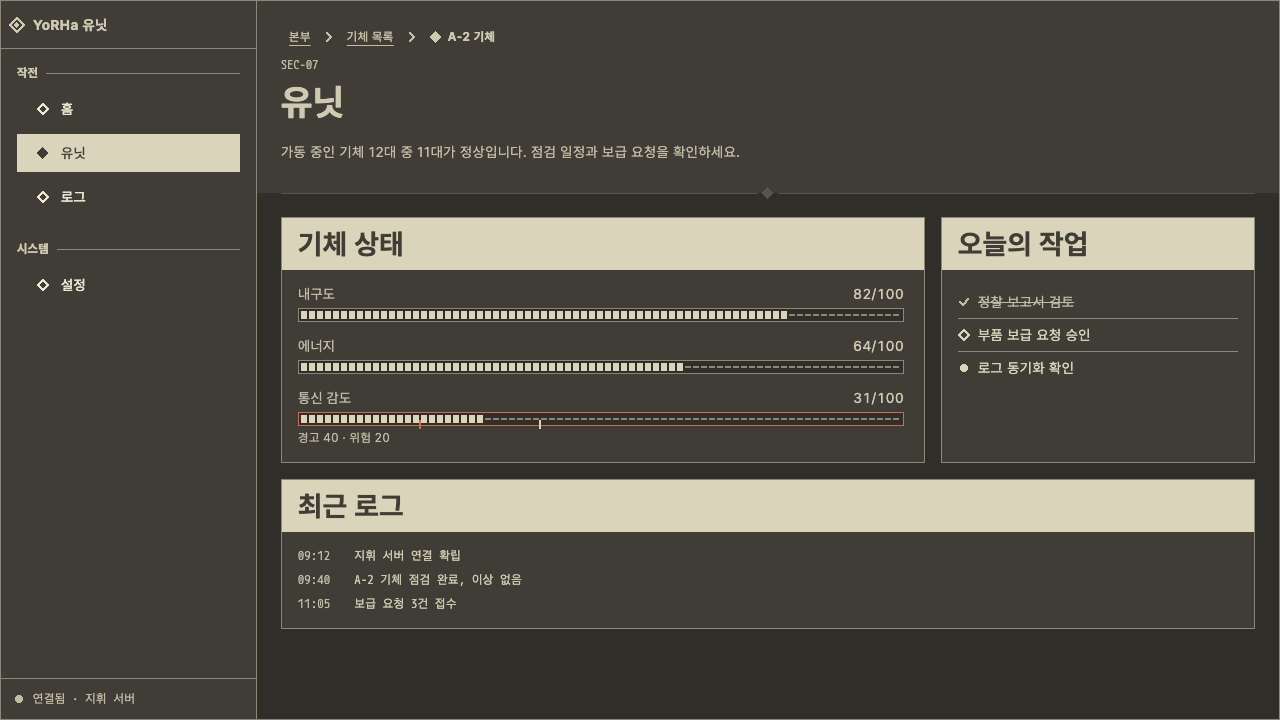 YoRHa 유닛
작전
홈
유닛
로그
시스템
설정
연결됨 · 지휘 서버
본부 기체 목록 A-2 기체
SEC-07
유닛
가동 중인 기체 12대 중 11대가 정상입니다. 점검 일정과 보급 요청을 확인하세요.
기체 상태
내구도 82/100
에너지 64/100
통신 감도 31/100
경고 40 · 위험 20
오늘의 작업
정찰 보고서 검토
부품 보급 요청 승인
로그 동기화 확인
최근 로그
09:12 지휘 서버 연결 확립
09:40 A-2 기체 점검 완료, 이상 없음
11:05 보급 요청 3건 접수